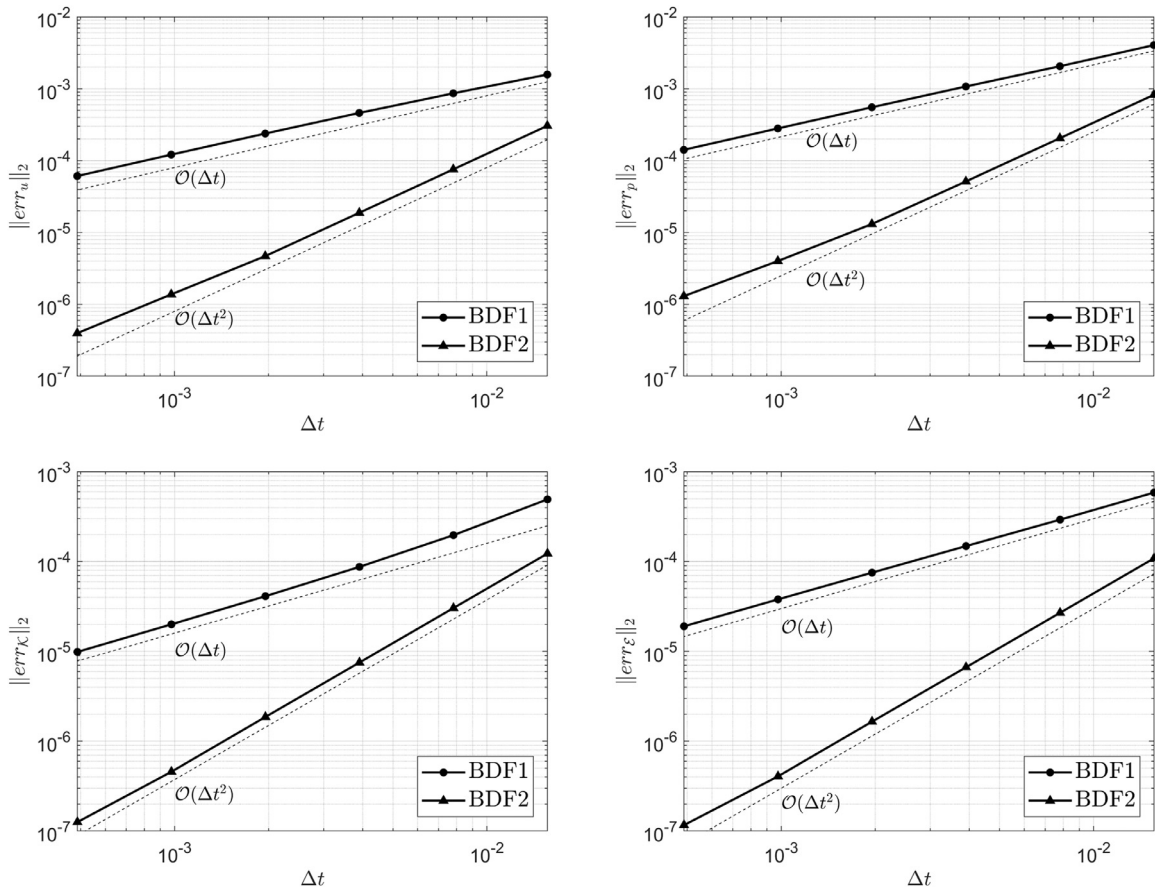 10^-2
10^-3
10^-4
10^-5
10^-6
10^-7
||err_u||_2
O(Δt)
O(Δt^2)
BDF1
BDF2
10^-3
10^-2
Δt
10^-2
10^-3
10^-4
10^-5
10^-6
10^-7
||err_p||_2
O(Δt)
O(Δt^2)
BDF1
BDF2
10^-3
10^-2
Δt
10^-3
10^-4
10^-5
10^-6
10^-7
||err_K||_2
O(Δt)
O(Δt^2)
BDF1
BDF2
10^-3
10^-2
Δt
10^-3
10^-4
10^-5
10^-6
10^-7
||err_ℰ||_2
O(Δt)
O(Δt^2)
BDF1
BDF2
10^-3
10^-2
Δt